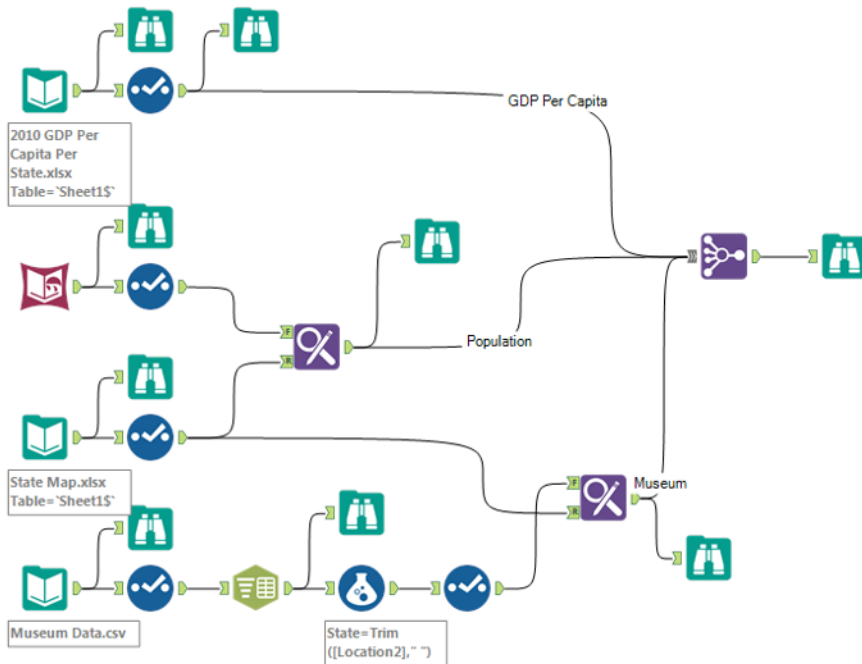 GDP Per Capita
2010 GDP Per
Capita Per
State.xlsx
Table=`Sheet1$`
F
R
Population
State Map.xlsx
Table=`Sheet1$`
F
R
Museum
Museum Data.csv
State=Trim
([Location2]," ")